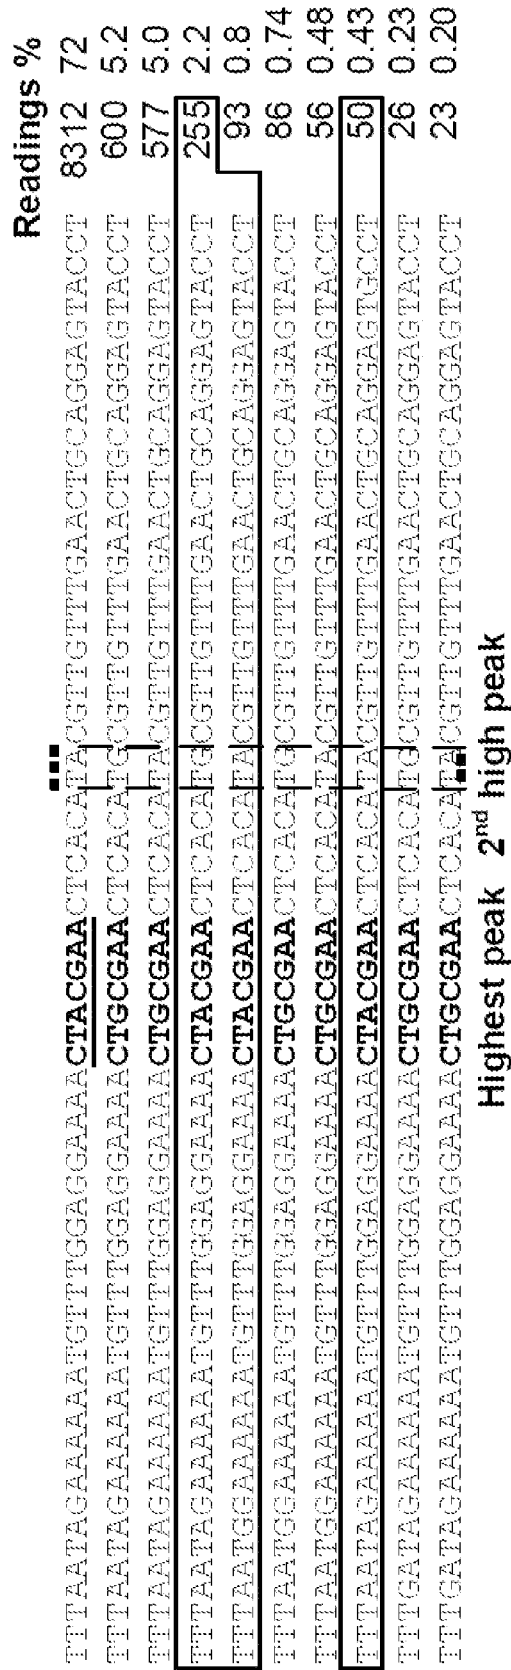 Readings %
TTTAATAGAAAAAATGTTTGGAGGAAAACTACGAACTCACATACGTTGTTTGAACTGCAGGAGTACCT 8312 72
TTTAATAGAAAAAATGTTTGGAGGAAAACTGCGAACTCACATGCGTTGTTTGAACTGCAGGAGTACCT 600 5.2
TTTAATAGAAAAAATGTTTGGAGGAAAACTGCGAACTCACATACGTTGTTTGAACTGCAGGAGTACCT 577 5.0
TTTAATAGAAAAAATGTTTGGAGGAAAACTACGAACTCACATGCGTTGTTTGAACTGCAGGAGTACCT 255 2.2
TTTAATGGAAAAAATGTTTGGAGGAAAACTACGAACTCACATACGTTGTTTGAACTGCAGGAGTACCT 93 0.8
TTTAATGGAAAAAATGTTTGGAGGAAAACTGCGAACTCACATGCGTTGTTTGAACTGCAGGAGTACCT 86 0.74
TTTAATGGAAAAAATGTTTGGAGGAAAACTGCGAACTCACATACGTTGTTTGAACTGCAGGAGTACCT 56 0.48
TTTAATAGAAAAAATGTTTGGAGGAAAACTACGAACTCACATACGTTGTTTGAACTGCAGGAGTGCCT 50 0.43
TTTGATAGAAAAAATGTTTGGAGGAAAACTGCGAACTCACATGCGTTGTTTGAACTGCAGGAGTACCT 26 0.23
TTTGATAGAAAAAATGTTTGGAGGAAAACTGCGAACTCACATACGTTGTTTGAACTGCAGGAGTACCT 23 0.20
Highest peak 2nd high peak